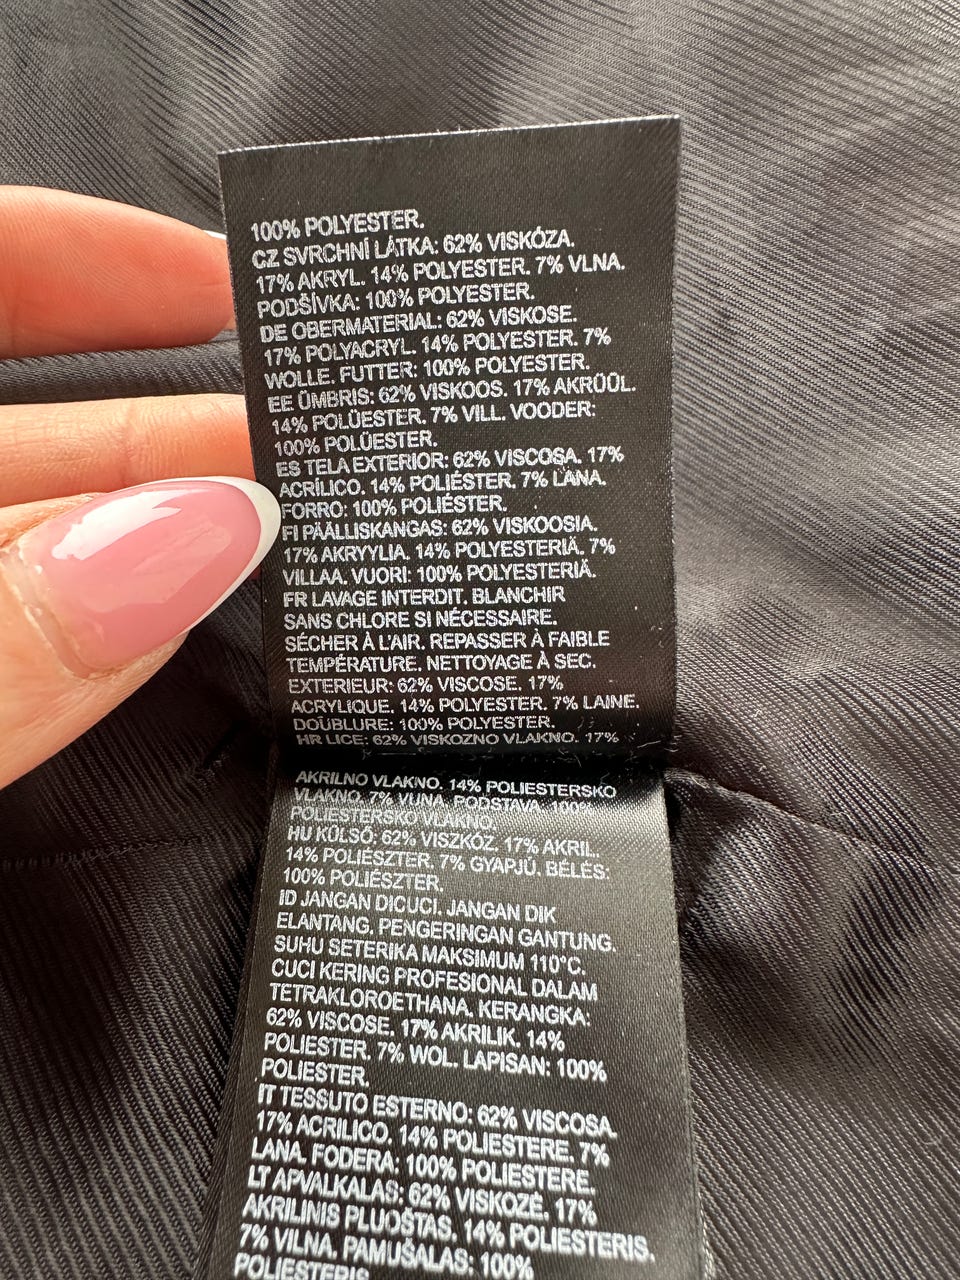 100% POLYESTER.
CZ SVRCHNÍ LÁTKA: 62% VISKÓZA.
17% AKRYL. 14% POLYESTER. 7% VLNA.
PODŠÍVKA: 100% POLYESTER.
DE OBERMATERIAL: 62% VISKOSE.
17% POLYACRYL. 14% POLYESTER. 7%
WOLLE. FUTTER: 100% POLYESTER.
EE ÜMBRIS: 62% VISKOOS. 17% AKRÜÜL.
14% POLÜESTER. 7% VILL. VOODER:
100% POLÜESTER.
ES TELA EXTERIOR: 62% VISCOSA. 17%
ACRÍLICO. 14% POLIÉSTER. 7% LANA.
FORRO: 100% POLIÉSTER.
FI PÄÄLLISKANGAS: 62% VISKOOSIA.
17% AKRYYLIA. 14% POLYESTERIÄ. 7%
VILLAA. VUORI: 100% POLYESTERIÄ.
FR LAVAGE INTERDIT. BLANCHIR
SANS CHLORE SI NÉCESSAIRE.
SÉCHER À L'AIR. REPASSER À FAIBLE
TEMPÉRATURE. NETTOYAGE À SEC.
EXTERIEUR: 62% VISCOSE. 17%
ACRYLIQUE. 14% POLYESTER. 7% LAINE.
DOUBLURE: 100% POLYESTER.
HR LICE: 62% VISKOZNO VLAKNO. 17%
AKRILNO VLAKNO. 14% POLIESTERSKO
VLAKNO. 7% VUNA. PODSTAVA: 100%
POLIESTERSKO VLAKNO.
HU KÜLSŐ: 62% VISZKÓZ. 17% AKRIL.
14% POLIÉSZTER. 7% GYAPJÚ. BÉLÉS:
100% POLIÉSZTER.
ID JANGAN DICUCI. JANGAN DIK
ELANTANG. PENGERINGAN GANTUNG.
SUHU SETERIKA MAKSIMUM 110°C.
CUCI KERING PROFESIONAL DALAM
TETRAKLOROETHANA. KERANGKA:
62% VISCOSE. 17% AKRILIK. 14%
POLIESTER. 7% WOL. LAPISAN: 100%
POLIESTER.
IT TESSUTO ESTERNO: 62% VISCOSA.
17% ACRILICO. 14% POLIESTERE. 7%
LANA. FODERA: 100% POLIESTERE.
LT APVALKALAS: 62% VISKOZĖ. 17%
AKRILINIS PLUOŠTAS. 14% POLIESTERIS.
7% VILNA. PAMUŠALAS: 100%
POLIESTERIS.